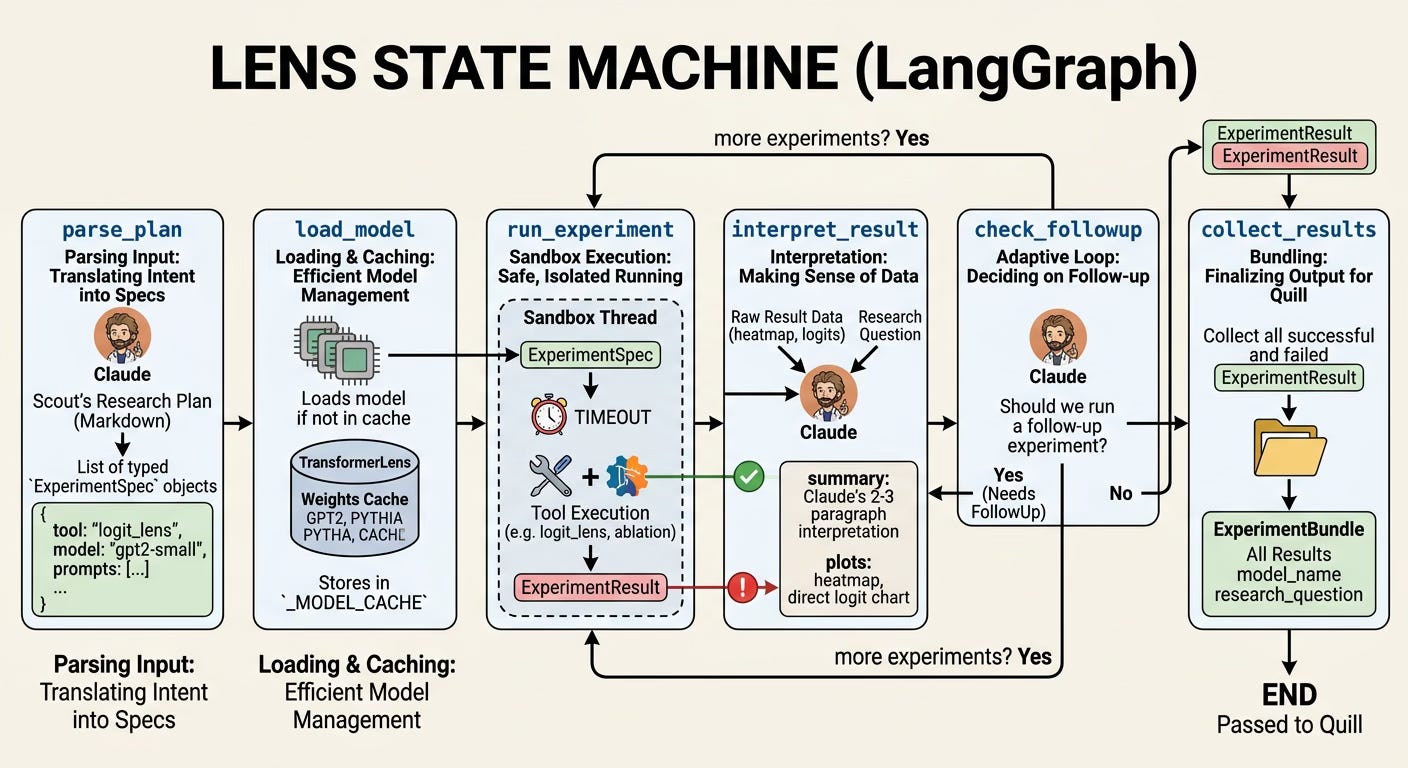 LENS STATE MACHINE (LangGraph)
more experiments? Yes
ExperimentResult
ExperimentResult
parse_plan
Parsing Input:
Translating Intent
into Specs
Claude
Scout's Research Plan
(Markdown)
List of typed
`ExperimentSpec` objects
{
tool: “logit_lens”,
model: "gpt2-small",
prompts: [...]
...
}
Parsing Input:
Translating Intent
into Specs
load_model
Loading & Caching:
Efficient Model
Management
Loads model
if not in cache
TransformerLens
Weights Cache
GPT2, PYTHIA
PYTHA, CACHE
Stores in
`_MODEL_CACHE`
Loading & Caching:
Efficient Model
Management
run_experiment
Sandbox Execution:
Safe, Isolated Running
Sandbox Thread
ExperimentSpec
TIMEOUT
+
Tool Execution
(e.g. logit_lens, ablation)
ExperimentResult
!
interpret_result
Interpretation:
Making Sense of Data
Raw Result Data
(heatmap, logits)
Research
Question
Claude
summary:
Claude's 2-3
paragraph
interpretation
plots:
heatmap,
direct logit chart
check_followup
Adaptive Loop:
Deciding on Follow-up
Claude
Should we run
a follow-up
experiment?
Yes
(Needs
FollowUp)
No
more experiments? Yes
collect_results
Bundling:
Finalizing Output for
Quill
Collect all successful
and failed
ExperimentResult
ExperimentBundle
All Results
model_name
research_question
END
Passed to Quill